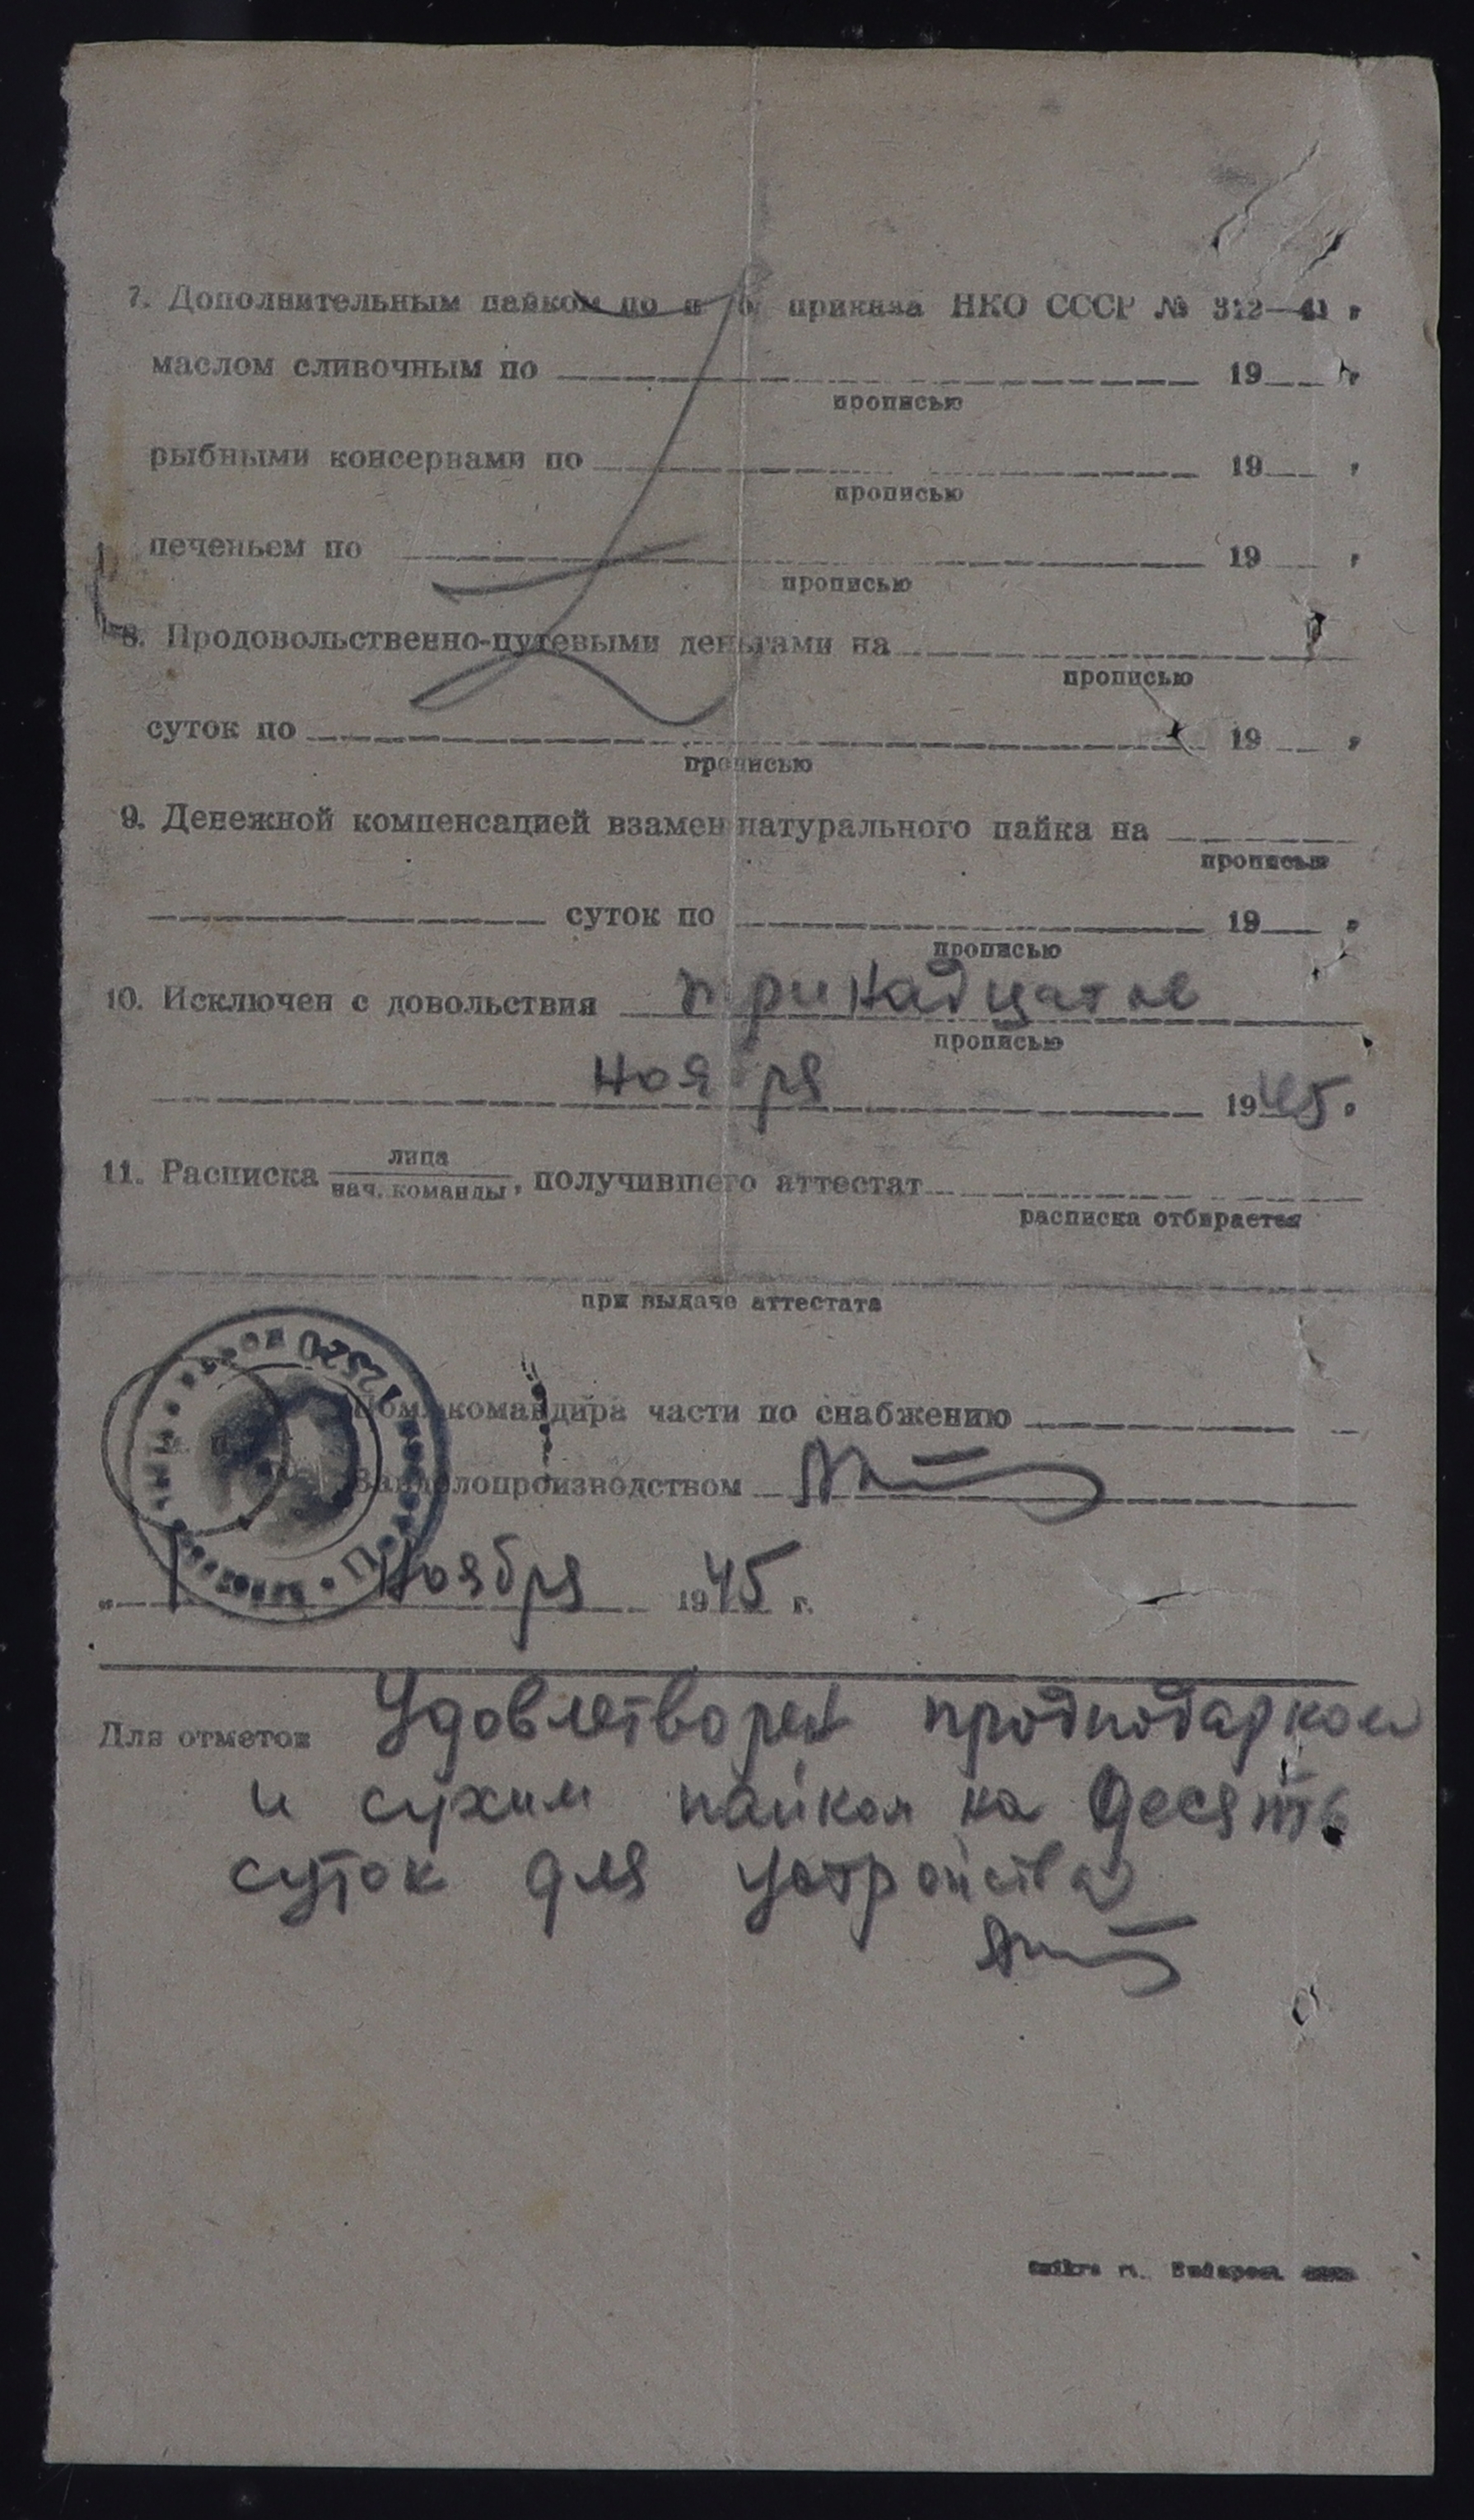 7. Дополнительным пайком по п 6 приказа НКО СССР № 312—41 г
маслом сливочным по 19 г
прописью
рыбными консервами по 19 г
прописью
печеньем по 19 г
прописью
8. Продовольственно-путевыми деньгами на
прописью
суток по 19 г
прописью
9. Денежной компенсацией взамен натурального пайка на
прописью
суток по 19 г
прописью
10. Исключен с довольствия тринадцатое
прописью
ноября 1945.
11. Расписка лица
нач. команды, получившего аттестат
расписка отбирается
при выдаче аттестата
Пом. командира части по снабжению
Зав. делопроизводством
Ноября 1945 г.
Для отметок Удовлетворен продподарком
и сухим пайком на десять
суток для устройства
Budapest